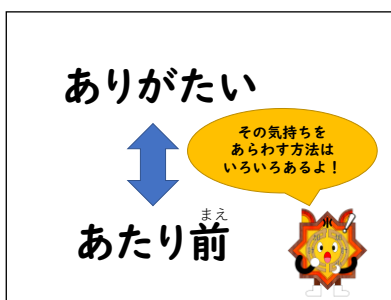 ありがたい
その気持ちを
あらわす方法は
いろいろあるよ！
まえ
あたり前